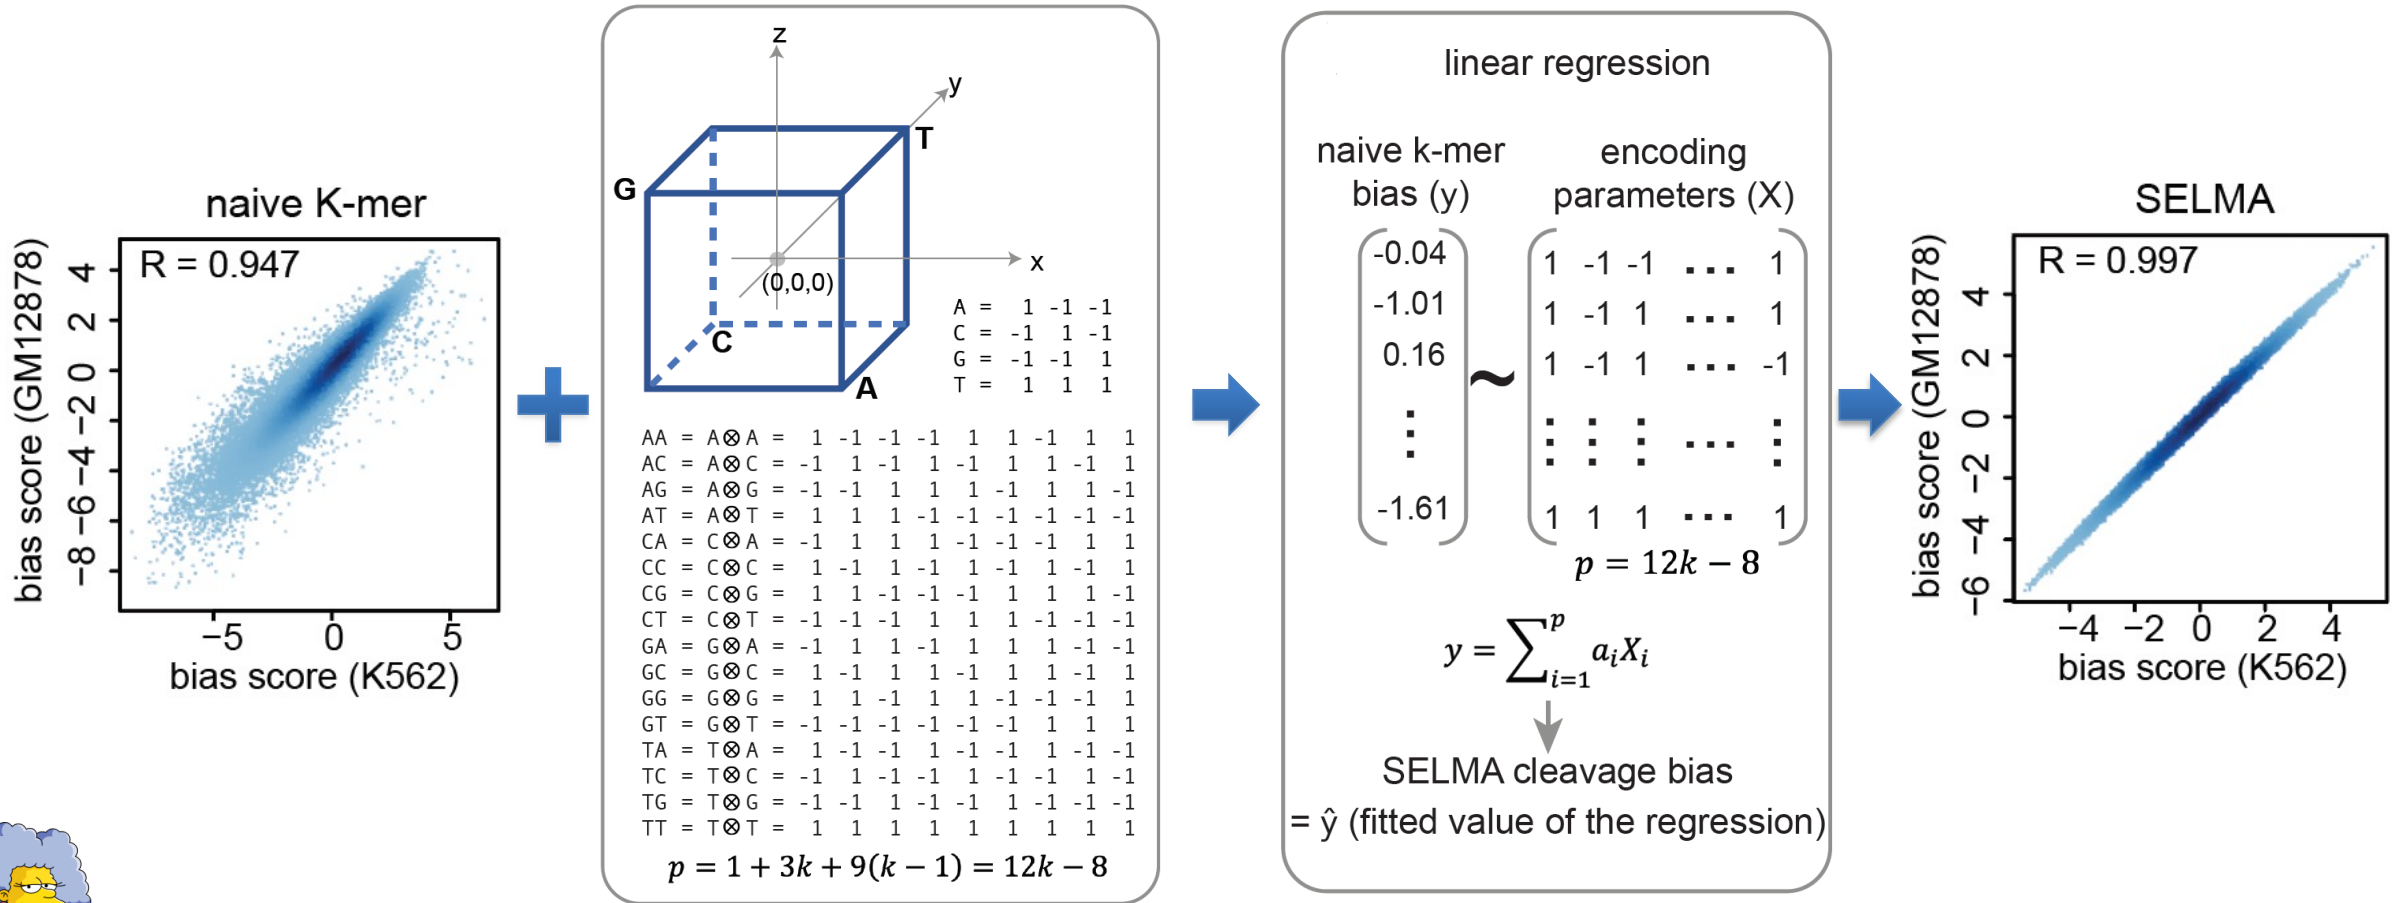 naive K-mer
R = 0.947
bias score (GM12878)
4
2
0
−2
−4
−6
−8
−5 0 5
bias score (K562)
z
y
x
T
G
C
A
(0,0,0)
A = 1 -1 -1
C = -1 1 -1
G = -1 -1 1
T = 1 1 1
AA = A⊗A = 1 -1 -1 -1 1 1 -1 1 1
AC = A⊗C = -1 1 -1 1 -1 1 1 -1 1
AG = A⊗G = -1 -1 1 1 1 -1 1 1 -1
AT = A⊗T = 1 1 1 -1 -1 -1 -1 -1 -1
CA = C⊗A = -1 1 1 1 -1 -1 -1 1 1
CC = C⊗C = 1 -1 1 -1 1 -1 1 -1 1
CG = C⊗G = 1 1 -1 -1 -1 1 1 1 -1
CT = C⊗T = -1 -1 -1 1 1 1 -1 -1 -1
GA = G⊗A = -1 1 1 -1 1 1 1 -1 -1
GC = G⊗C = 1 -1 1 1 -1 1 -1 1 -1
GG = G⊗G = 1 1 -1 1 1 -1 -1 -1 1
GT = G⊗T = -1 -1 -1 -1 -1 -1 1 1 1
TA = T⊗A = 1 -1 -1 1 -1 -1 1 -1 -1
TC = T⊗C = -1 1 -1 -1 1 -1 -1 1 -1
TG = T⊗G = -1 -1 1 -1 -1 1 -1 -1 1
TT = T⊗T = 1 1 1 1 1 1 1 1 1
p = 1 + 3k + 9(k − 1) = 12k − 8
linear regression
naive k-mer
bias (y)
encoding
parameters (X)
-0.04
-1.01
0.16
-1.61
~
1 -1 -1 ... 1
1 -1 1 ... 1
1 -1 1 ... -1
1 1 1 ... 1
p = 12k − 8
y = ∑ᵖᵢ₌₁ aᵢXᵢ
SELMA cleavage bias
= ŷ (fitted value of the regression)
SELMA
R = 0.997
bias score (GM12878)
4
2
0
−2
−4
−6
−4 −2 0 2 4
bias score (K562)